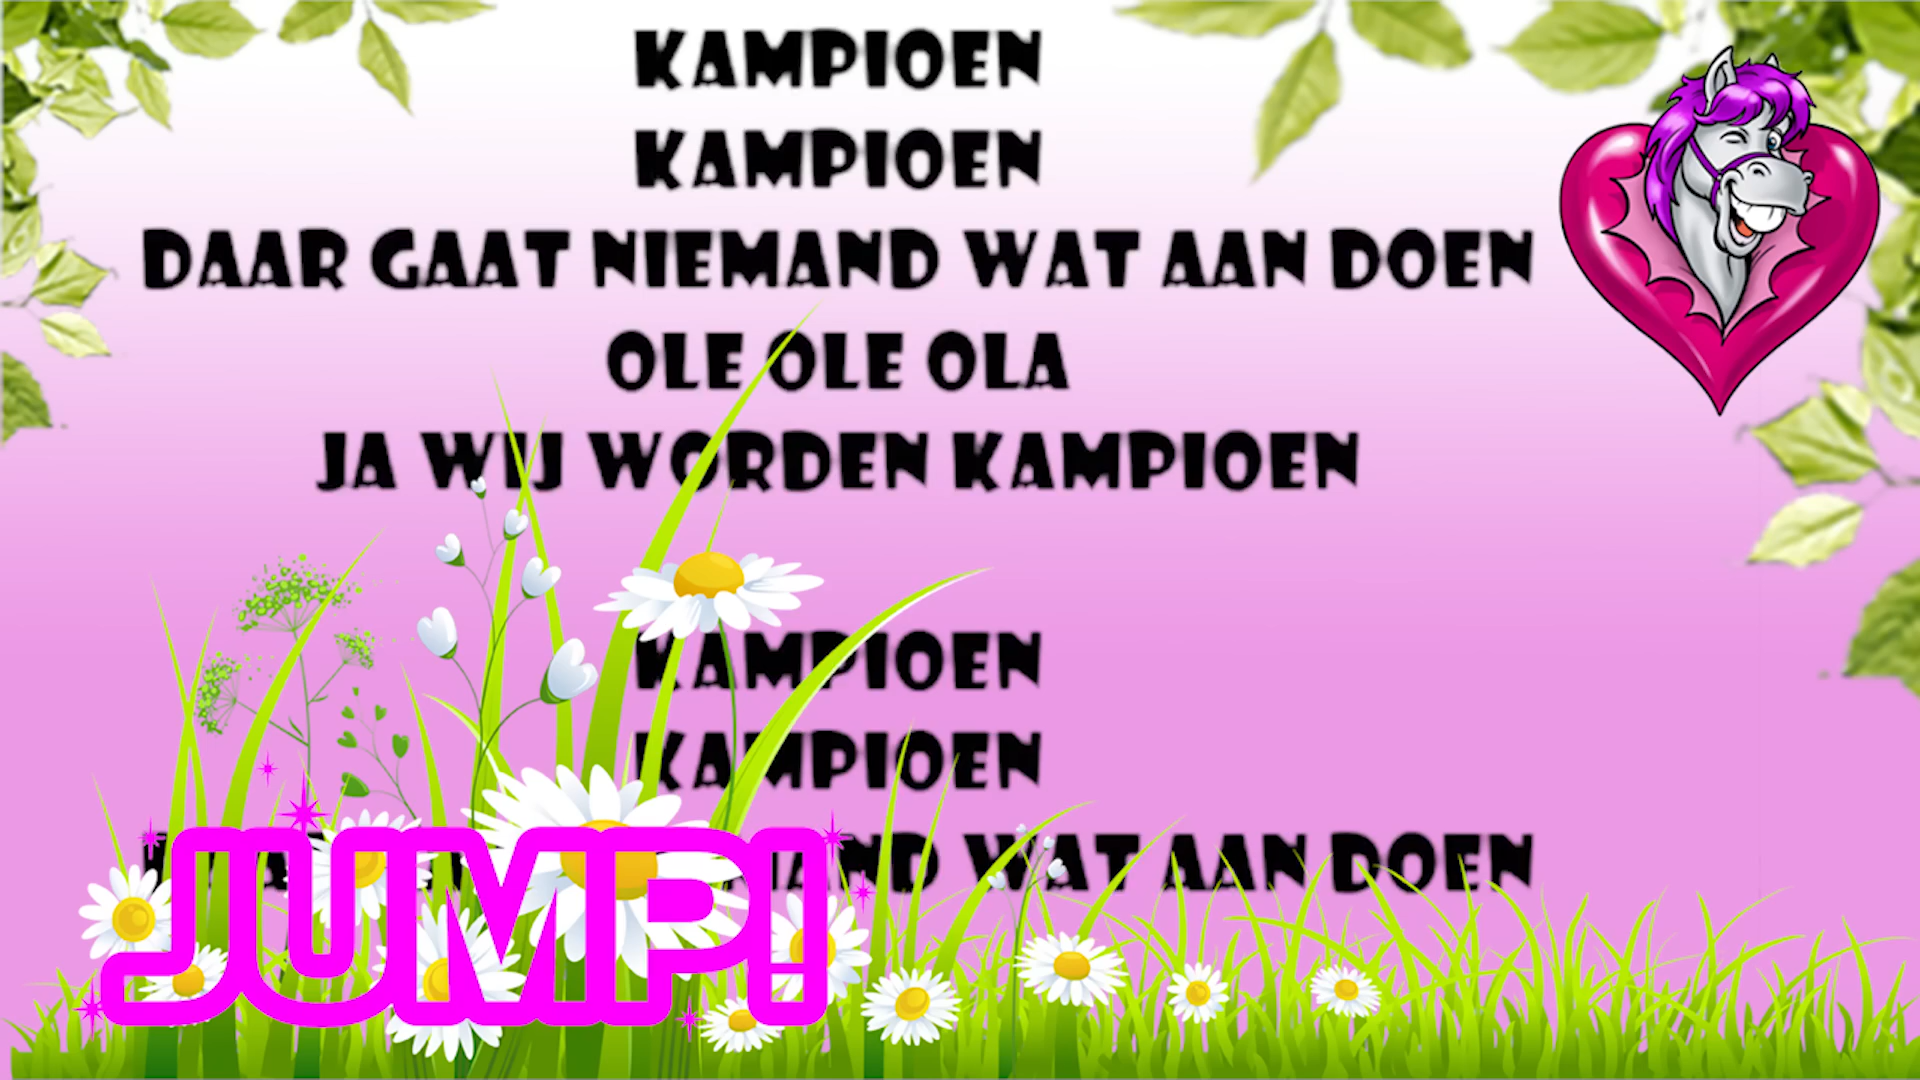 KAMPIOEN
KAMPIOEN
DAAR GAAT NIEMAND WAT AAN DOEN
OLE OLE OLA
JA WIJ WORDEN KAMPIOEN
KAMPIOEN
KAMPIOEN
WAT AAN DOEN
JUMP!